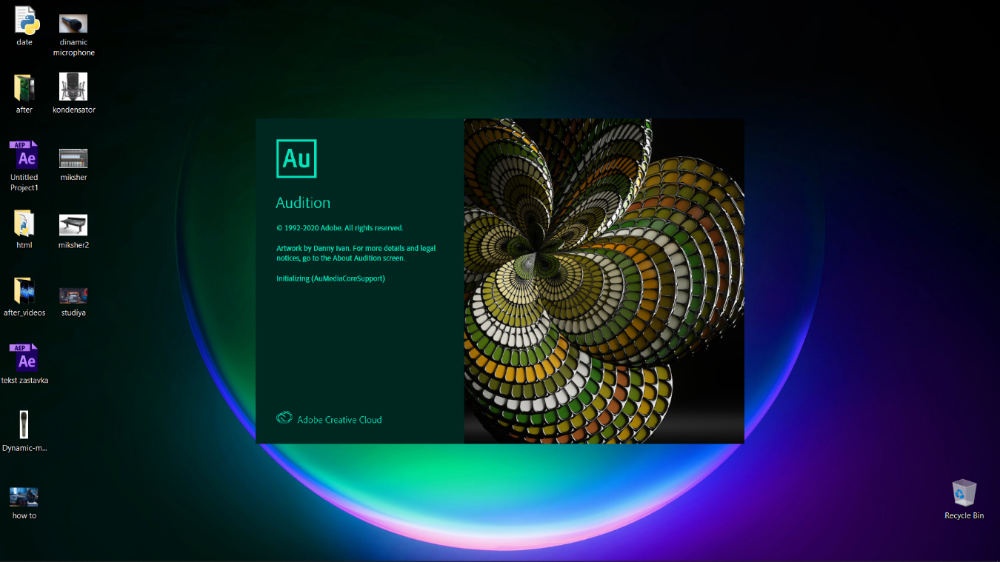 date
dinamic
microphone
after
kondensator
AEP
Ae
Untitled
Project1
miksher
html
miksher2
after_videos
studiya
AEP
Ae
tekst zastavka
Dynamic-m...
how to
Au
Audition
© 1992-2020 Adobe. All rights reserved.
Artwork by Danny Ivan. For more details and legal
notices, go to the About Audition screen.
Initializing (AuMediaCoreSupport)
Adobe Creative Cloud
Recycle Bin